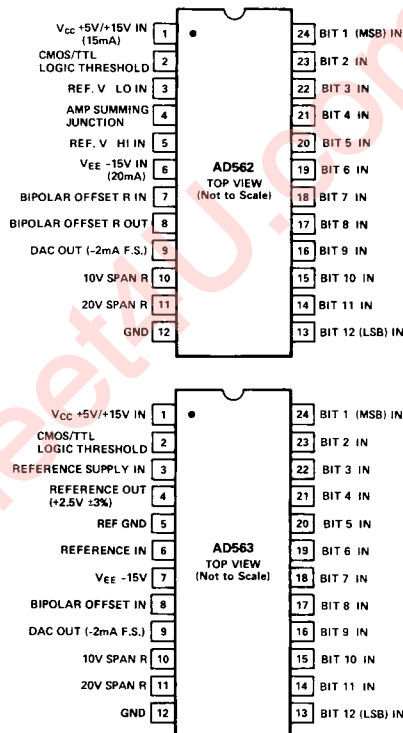 VCC +5V/+15V IN 1
(15mA)
CMOS/TTL
LOGIC THRESHOLD 2
REF. V LO IN 3
AMP SUMMING
JUNCTION 4
REF. V HI IN 5
VEE -15V IN 6
(20mA)
BIPOLAR OFFSET R IN 7
BIPOLAR OFFSET R OUT 8
DAC OUT (-2mA F.S.) 9
10V SPAN R 10
20V SPAN R 11
GND 12
AD562
TOP VIEW
(Not to Scale)
24 BIT 1 (MSB) IN
23 BIT 2 IN
22 BIT 3 IN
21 BIT 4 IN
20 BIT 5 IN
19 BIT 6 IN
18 BIT 7 IN
17 BIT 8 IN
16 BIT 9 IN
15 BIT 10 IN
14 BIT 11 IN
13 BIT 12 (LSB) IN
VCC +5V/+15V IN 1
CMOS/TTL
LOGIC THRESHOLD 2
REFERENCE SUPPLY IN 3
REFERENCE OUT 4
(+2.5V ±3%)
REF GND 5
REFERENCE IN 6
VEE -15V 7
BIPOLAR OFFSET IN 8
DAC OUT (-2mA F.S.) 9
10V SPAN R 10
20V SPAN R 11
GND 12
AD563
TOP VIEW
(Not to Scale)
24 BIT 1 (MSB) IN
23 BIT 2 IN
22 BIT 3 IN
21 BIT 4 IN
20 BIT 5 IN
19 BIT 6 IN
18 BIT 7 IN
17 BIT 8 IN
16 BIT 9 IN
15 BIT 10 IN
14 BIT 11 IN
13 BIT 12 (LSB) IN
eet4U.com